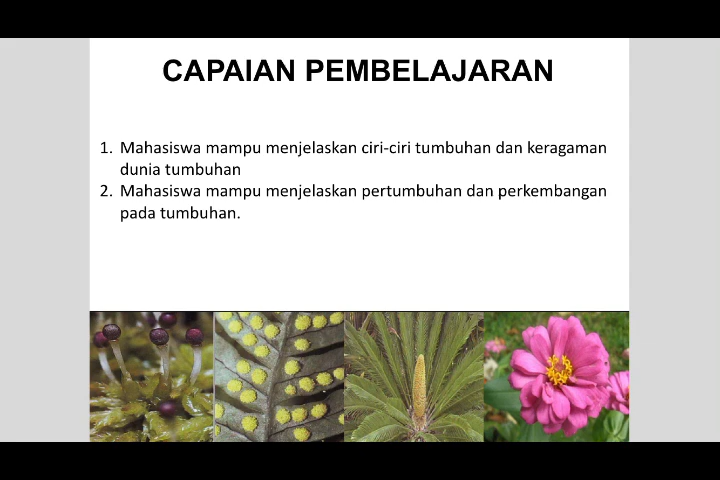 CAPAIAN PEMBELAJARAN
1. Mahasiswa mampu menjelaskan ciri-ciri tumbuhan dan keragaman
dunia tumbuhan
2. Mahasiswa mampu menjelaskan pertumbuhan dan perkembangan
pada tumbuhan.